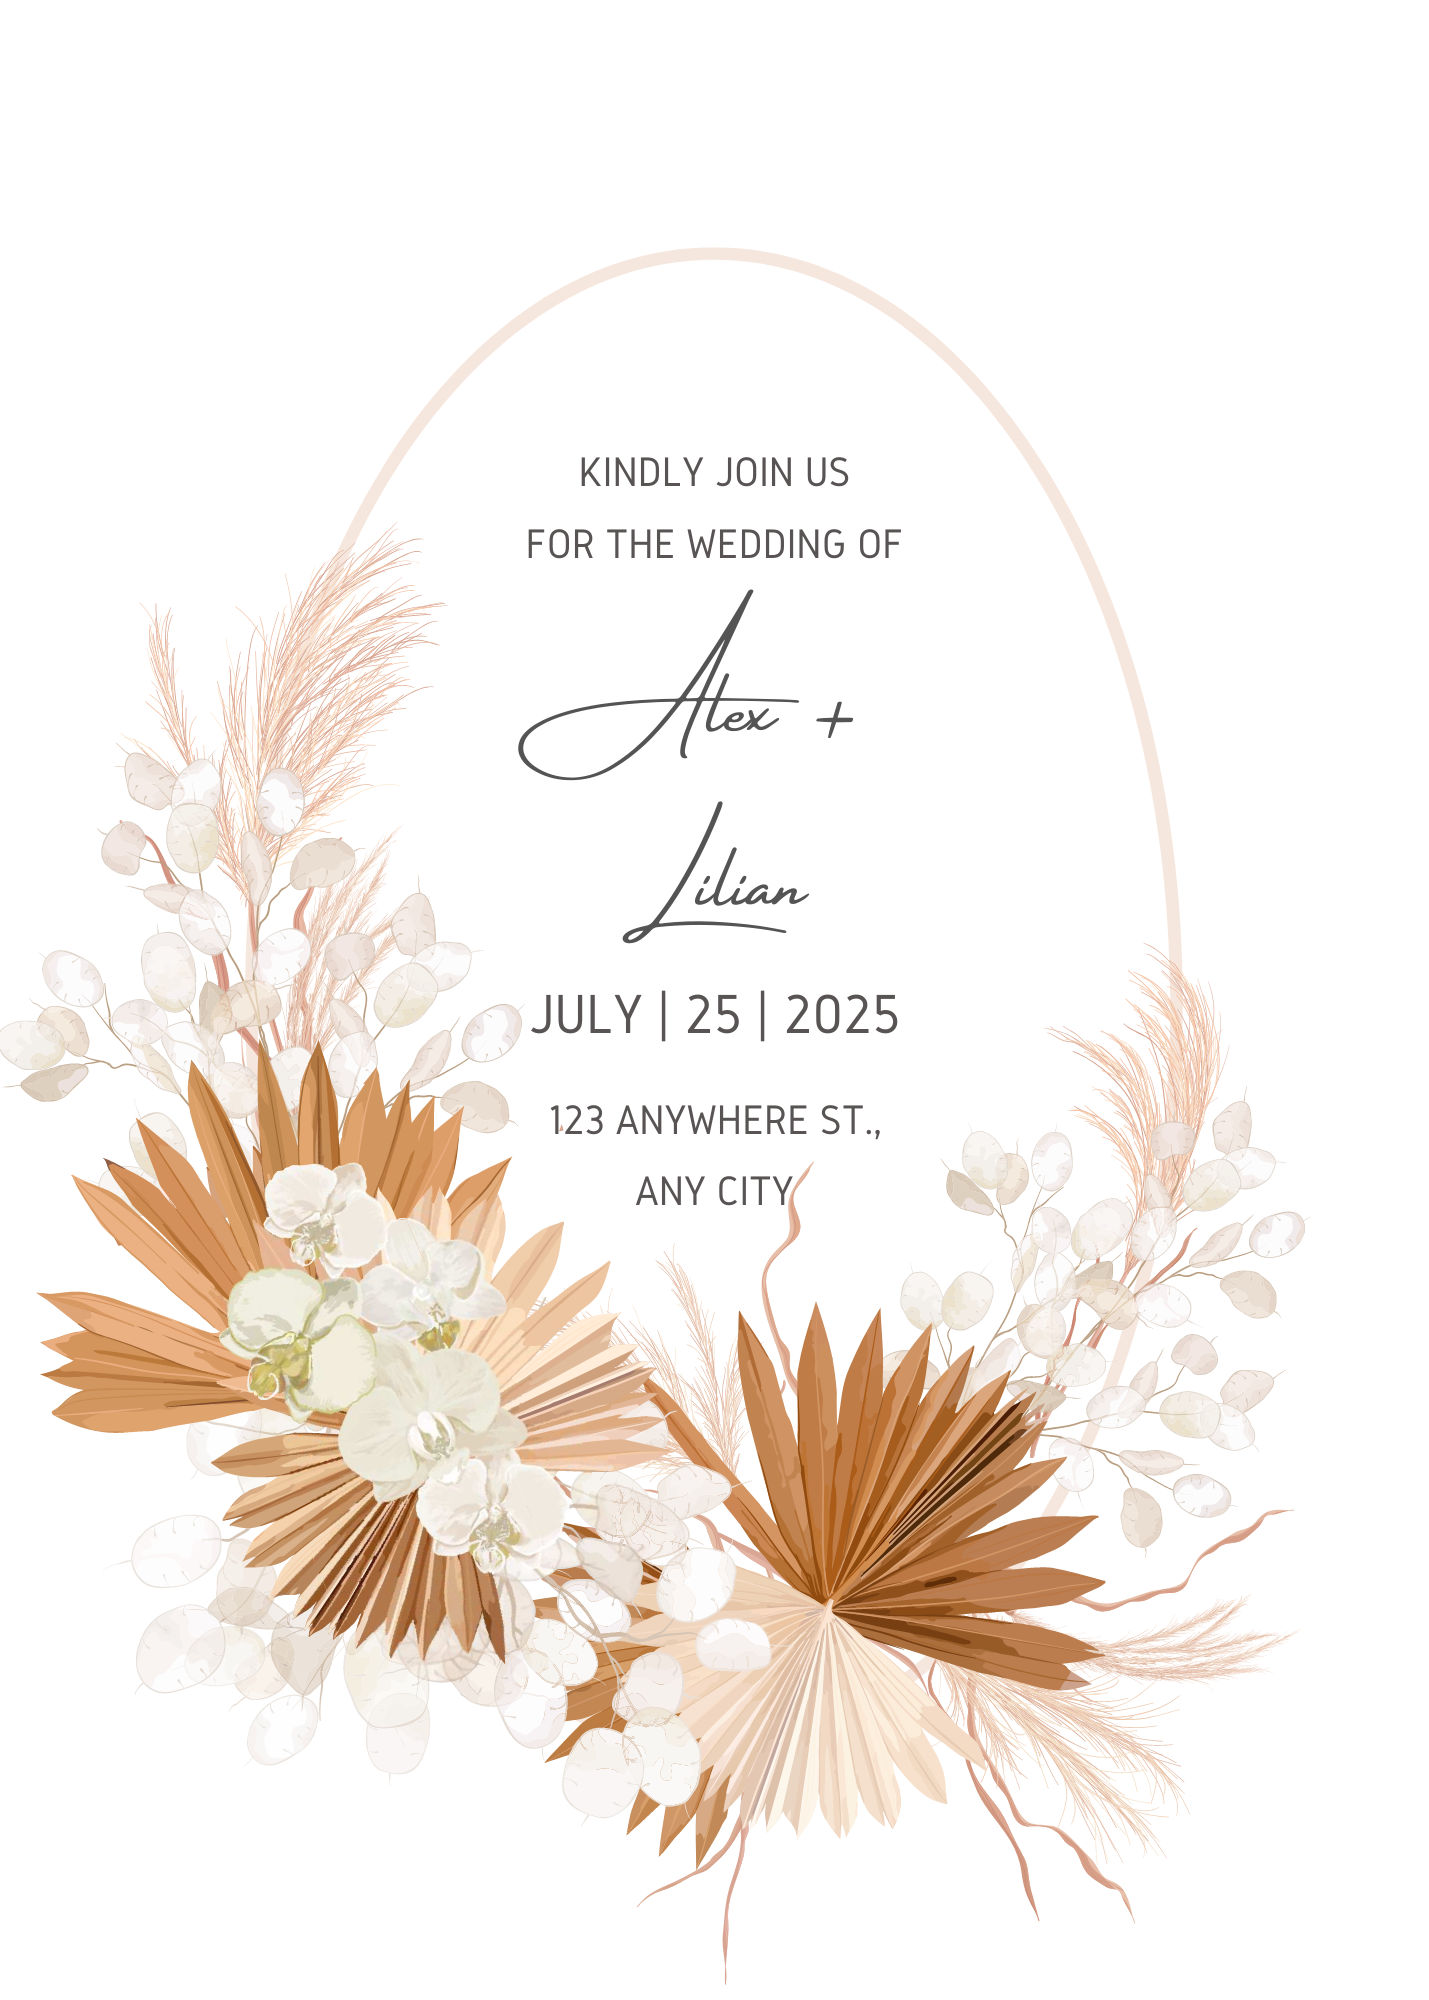 KINDLY JOIN US
FOR THE WEDDING OF
Alex +
Lilian
JULY | 25 | 2025
123 ANYWHERE ST.,
ANY CITY